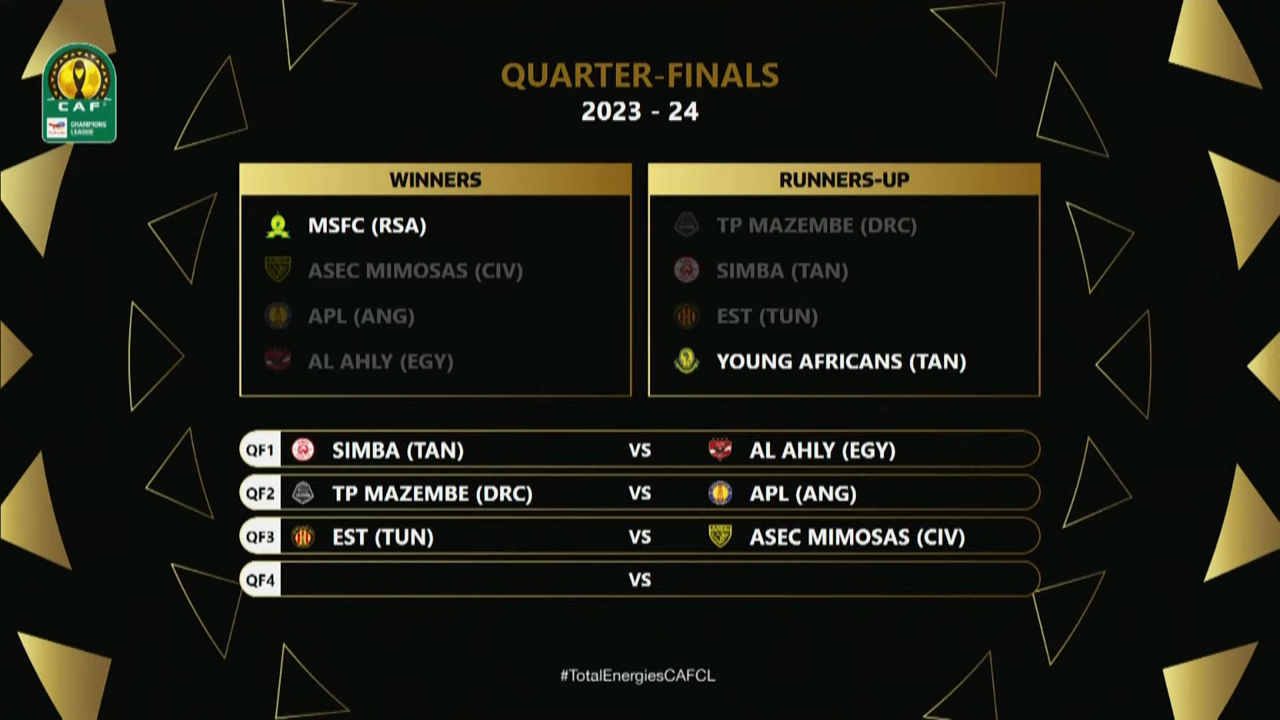 QUARTER-FINALS
2023 - 24
CAF
CHAMPIONS
LEAGUE
WINNERS
MSFC (RSA)
ASEC MIMOSAS (CIV)
APL (ANG)
AL AHLY (EGY)
RUNNERS-UP
TP MAZEMBE (DRC)
SIMBA (TAN)
EST (TUN)
YOUNG AFRICANS (TAN)
QF1 SIMBA (TAN) VS AL AHLY (EGY)
QF2 TP MAZEMBE (DRC) VS APL (ANG)
QF3 EST (TUN) VS ASEC MIMOSAS (CIV)
QF4 VS
#TotalEnergiesCAFCL